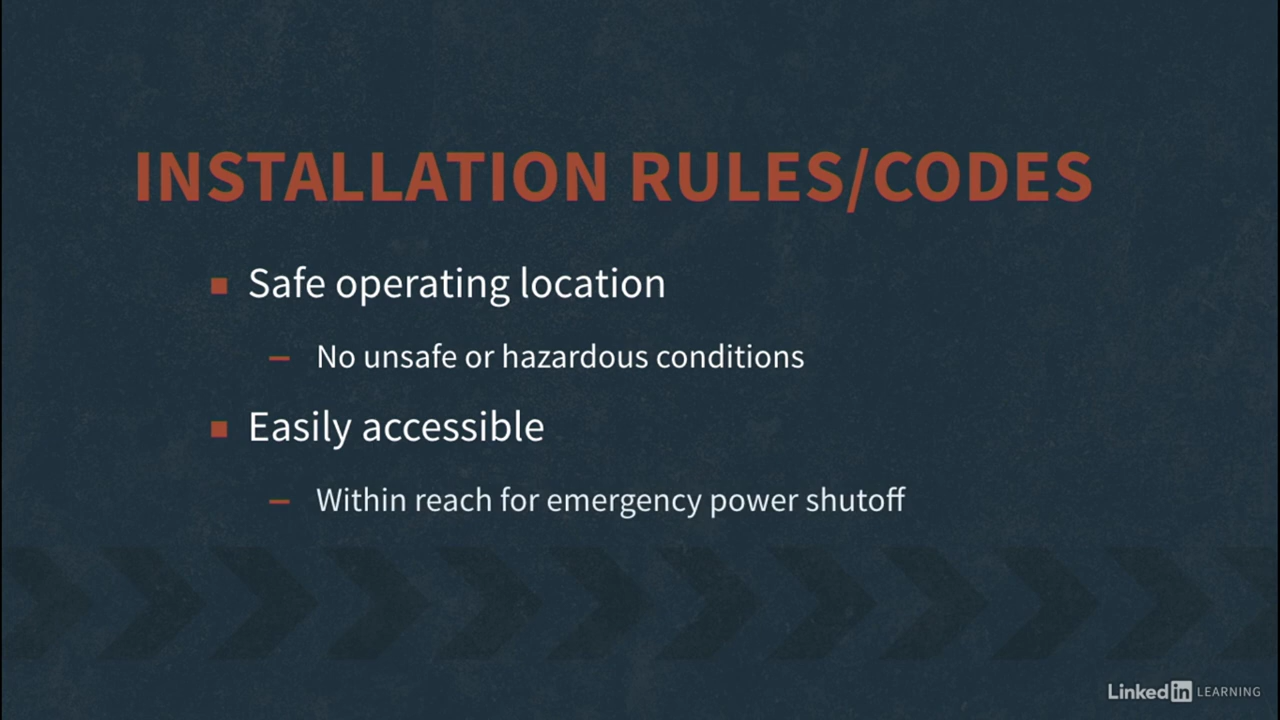 INSTALLATION RULES/CODES
Safe operating location
No unsafe or hazardous conditions
Easily accessible
Within reach for emergency power shutoff
LinkedIn LEARNING